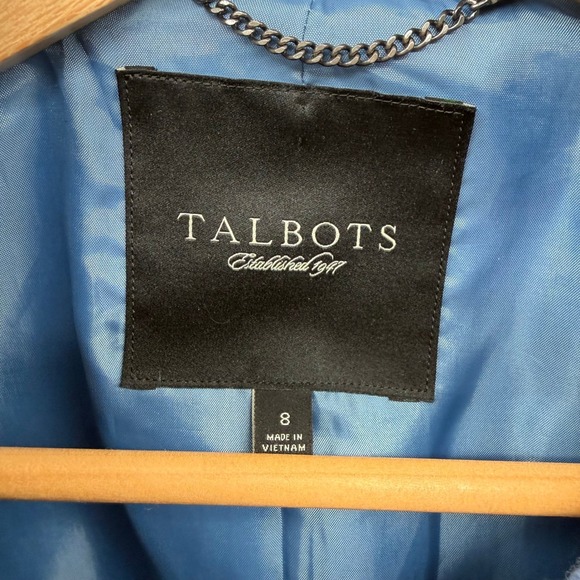 TALBOTS
Established 1947
8
MADE IN
VIETNAM